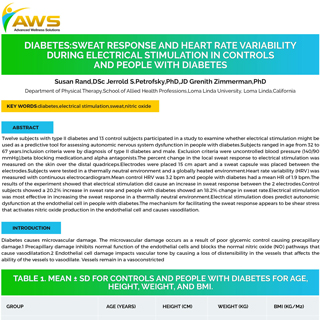 AWS
Advanced Wellness Solutions
DIABETES:SWEAT RESPONSE AND HEART RATE VARIABILITY
DURING ELECTRICAL STIMULATION IN CONTROLS
AND PEOPLE WITH DIABETES
Susan Rand,DSc Jerrold S.Petrofsky,PhD,JD Grenith Zimmerman,PhD
Department of Physical Therapy,School of Allied Health Professions,Loma Linda University, Loma Linda,California
KEY WORDS:diabetes,electrical stimulation,sweat,nitric oxide
ABSTRACT
Twelve subjects with type II diabetes and 13 control subjects participated in a study to examine whether electrical stimulation might be
used as a predictive tool for assessing autonomic nervous system dysfunction in people with diabetes.Subjects ranged in age from 32 to
67 years.Inclusion criteria were by diagnosis of type II diabetes and male. Exclusion criteria were uncontrolled blood pressure (140/90
mmHg),beta blocking medication,and alpha antagonists.The percent change in the local sweat response to electrical stimulation was
measured on the skin over the distal quadriceps.Electrodes were placed 15 cm apart and a sweat capsule was placed between the
electrodes.Subjects were tested in a thermally neutral environment and a globally heated environment.Heart rate variability (HRV) was
measured with continuous electrocardiogram.Mean control HRV was 3.2 bpm and people with diabetes had a mean HR of 1.9 bpm.The
results of the experiment showed that electrical stimulation did cause an increase in sweat rate between the 2 electrodes.Control
subjects showed a 20.2% increase in sweat rate and people with diabetes showed an 18.2% change in sweat rate.Electrical stimulation
was most effective in increasing the sweat response in a thermally neutral environment.Electrical stimulation does predict autonomic
dysfunction at the endothelial cell in people with diabetes.The mechanism for facilitating the sweat response appears to be shear stress
that activates nitric oxide production in the endothelial cell and causes vasodilation.
INTRODUCTION
Diabetes causes microvascular damage. The microvascular damage occurs as a result of poor glycemic control causing precapillary
damage.1 Precapillary damage inhibits normal function of the endothelial cells and blocks the normal nitric oxide (NO) pathways that
cause vasodilatation.2 Endothelial cell damage impacts vascular tone by causing a loss of distensibility in the vessels that affects the
ability of the vessels to vasodilate. Vessels remain in a vasoconstricted
TABLE 1. MEAN ± SD FOR CONTROLS AND PEOPLE WITH DIABETES FOR AGE,
HEIGHT, WEIGHT, AND BMI.
GROUP AGE (YEARS) HEIGHT (CM) WEIGHT (KG) BMI (KG/M2)